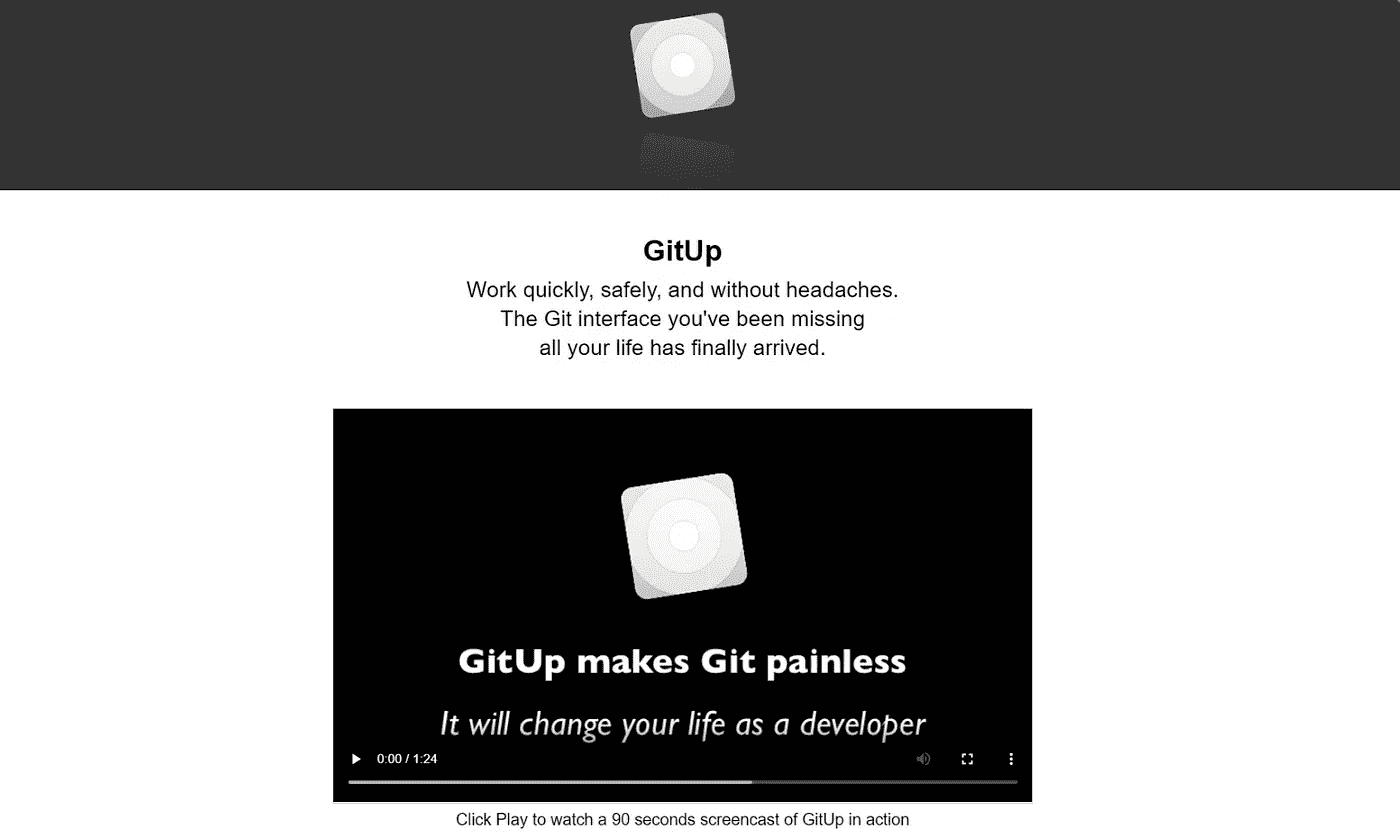 GitUp
Work quickly, safely, and without headaches.
The Git interface you've been missing
all your life has finally arrived.
GitUp makes Git painless
It will change your life as a developer
0:00 / 1:24
Click Play to watch a 90 seconds screencast of GitUp in action